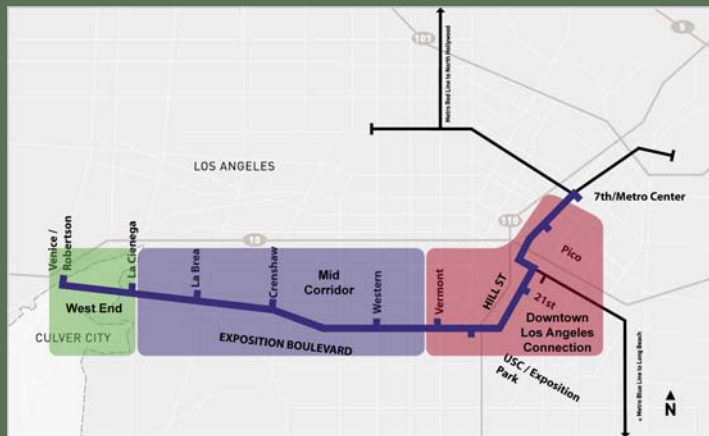 5
101
Metro Red Line to North Hollywood
LOS ANGELES
7th/Metro Center
110
10
Venice /
Robertson
La Cienega
La Brea
Crenshaw
Mid
Corridor
Western
Vermont
HILL ST
Pico
21st
West End
Downtown
Los Angeles
Connection
CULVER CITY
EXPOSITION BOULEVARD
USC / Exposition
Park
Metro Blue Line to Long Beach
N